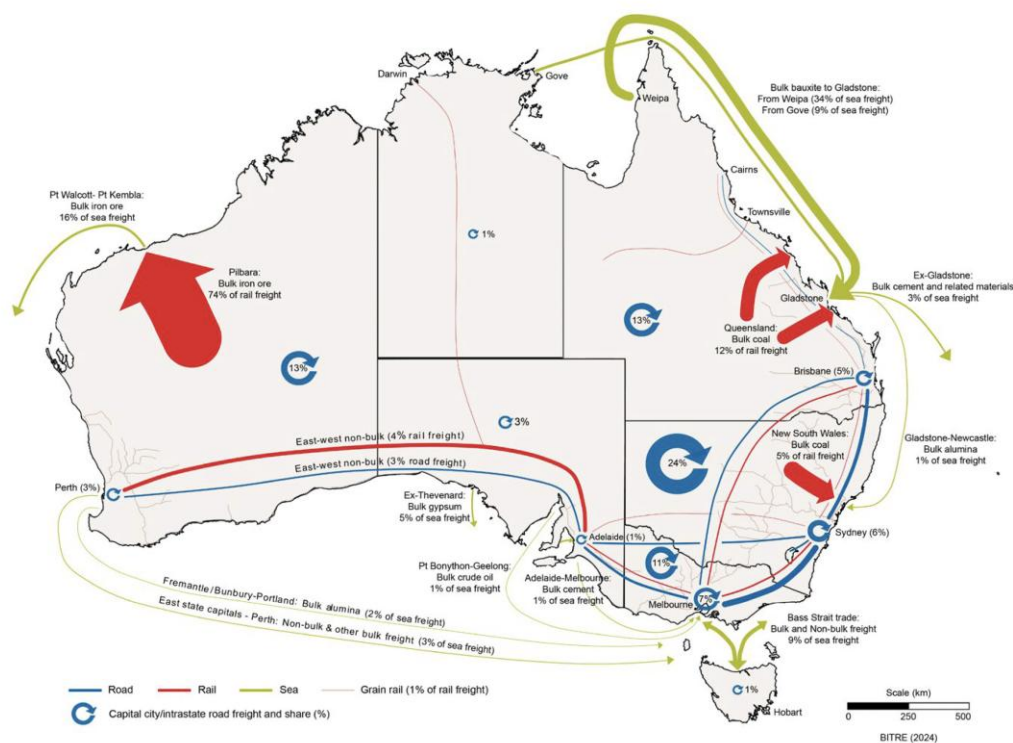 Darwin
Gove
Weipa
Bulk bauxite to Gladstone:
From Weipa (34% of sea freight)
From Gove (9% of sea freight)
Cairns
Townsville
Pt Walcott- Pt Kembla:
Bulk iron ore
16% of sea freight
1%
Pilbara:
Bulk iron ore
74% of rail freight
Ex-Gladstone:
Bulk cement and related materials
3% of sea freight
Gladstone
13%
Queensland:
Bulk coal
12% of rail freight
13%
Brisbane (5%)
3%
New South Wales:
Bulk coal
5% of rail freight
Gladstone-Newcastle:
Bulk alumina
1% of sea freight
East-west non-bulk (4% rail freight)
24%
East-west non-bulk (3% road freight)
Perth (3%)
Ex-Thevenard:
Bulk gypsum
5% of sea freight
Adelaide (1%)
Sydney (6%)
11%
Pt Bonython-Geelong:
Bulk crude oil
1% of sea freight
Adelaide-Melbourne:
Bulk cement
1% of sea freight
Melbourne
7%
Fremantle/Bunbury-Portland: Bulk alumina (2% of sea freight)
East state capitals - Perth: Non-bulk & other bulk freight (3% of sea freight)
Bass Strait trade:
Bulk and Non-bulk freight
9% of sea freight
1%
Hobart
Road
Rail
Sea
Grain rail (1% of rail freight)
Capital city/intrastate road freight and share (%)
Scale (km)
0 250 500
BITRE (2024)